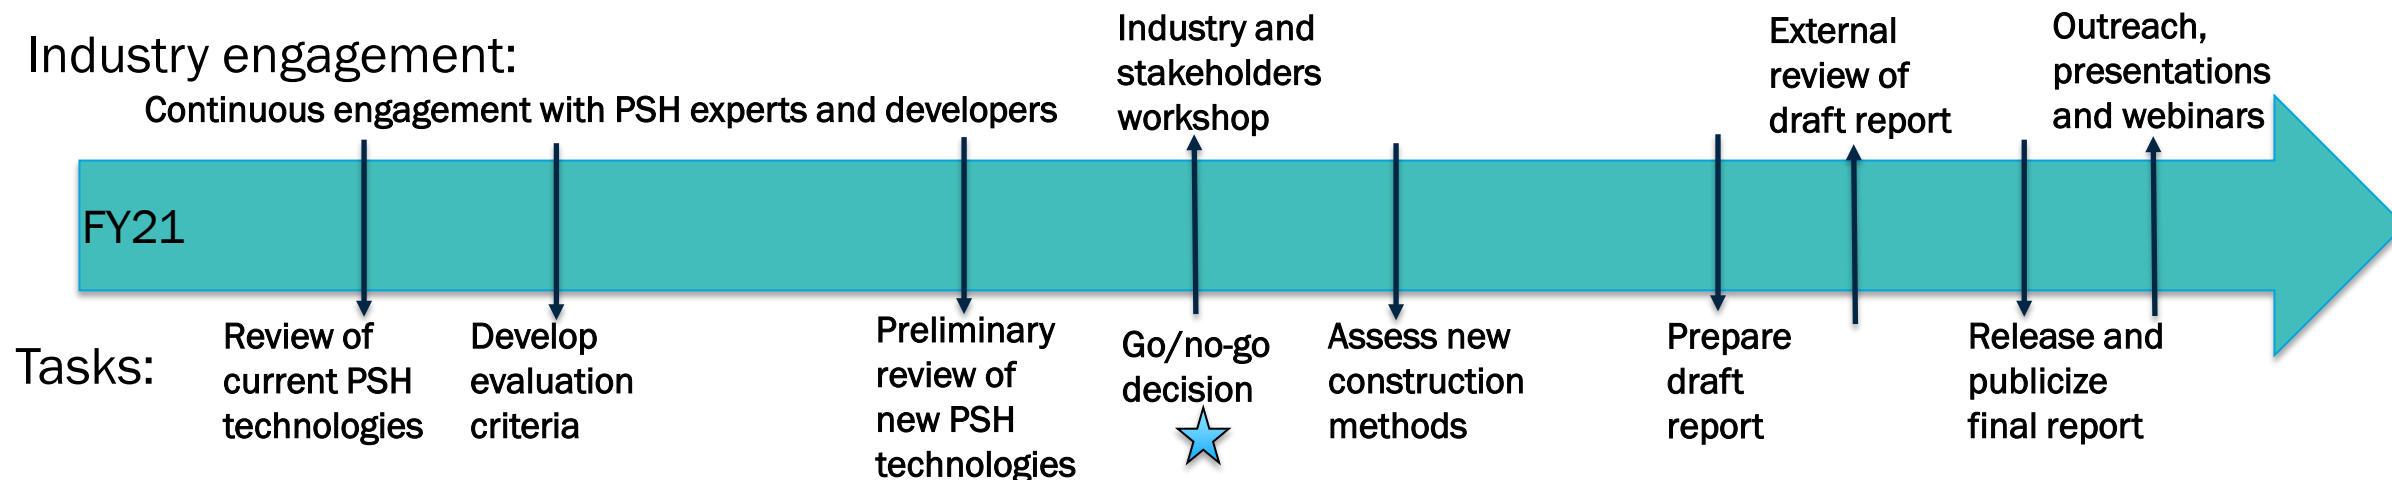 Industry engagement:
Continuous engagement with PSH experts and developers
Industry and
stakeholders
workshop
External
review of
draft report
Outreach,
presentations
and webinars
FY21
Tasks:
Review of
current PSH
technologies
Develop
evaluation
criteria
Preliminary
review of
new PSH
technologies
Go/no-go
decision
Assess new
construction
methods
Prepare
draft
report
Release and
publicize
final report